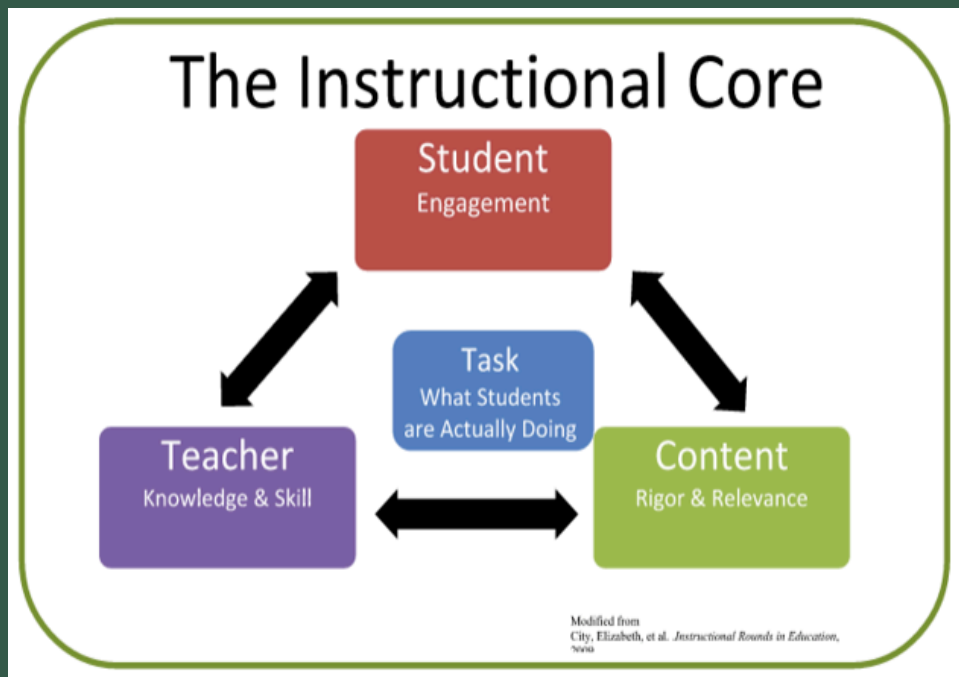 The Instructional Core
Student
Engagement
Task
What Students
are Actually Doing
Teacher
Knowledge & Skill
Content
Rigor & Relevance
Modified from
City, Elizabeth, et al. Instructional Rounds in Education,